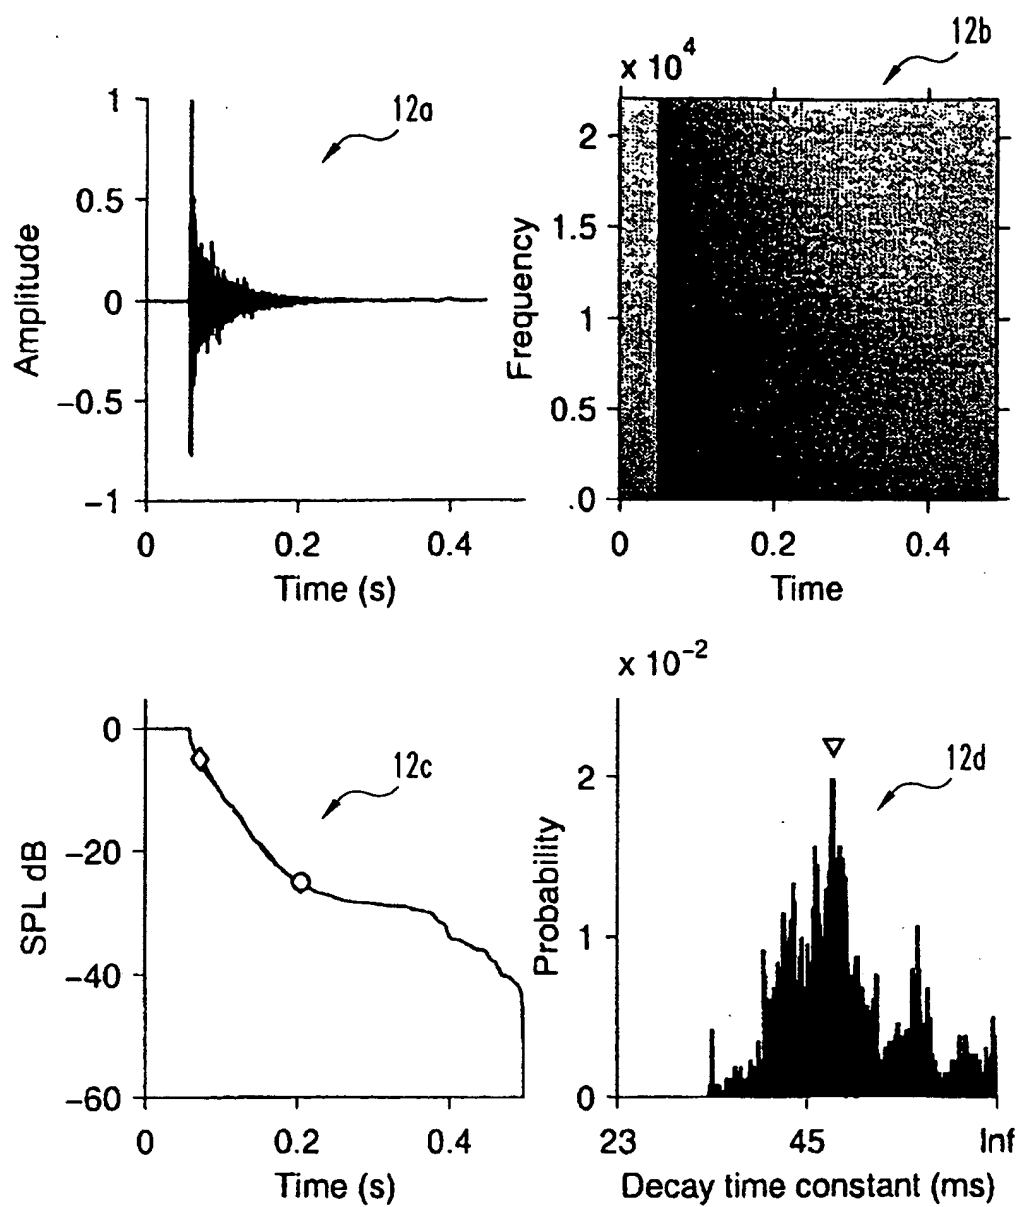 12a
1
0.5
0
−0.5
−1
Amplitude
0
0.2
0.4
Time (s)
12b
x 10^4
2
1.5
1
0.5
0
Frequency
0
0.2
0.4
Time
12c
0
−20
−40
−60
SPL dB
0
0.2
0.4
Time (s)
x 10^−2
12d
2
1
0
Probability
23
45
Inf
Decay time constant (ms)